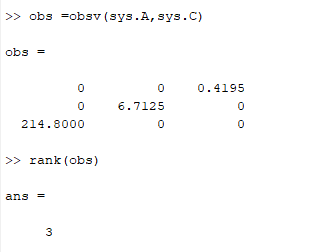 >> obs =obsv(sys.A,sys.C)
obs =
0 0 0.4195
0 6.7125 0
214.8000 0 0
>> rank(obs)
ans =
3